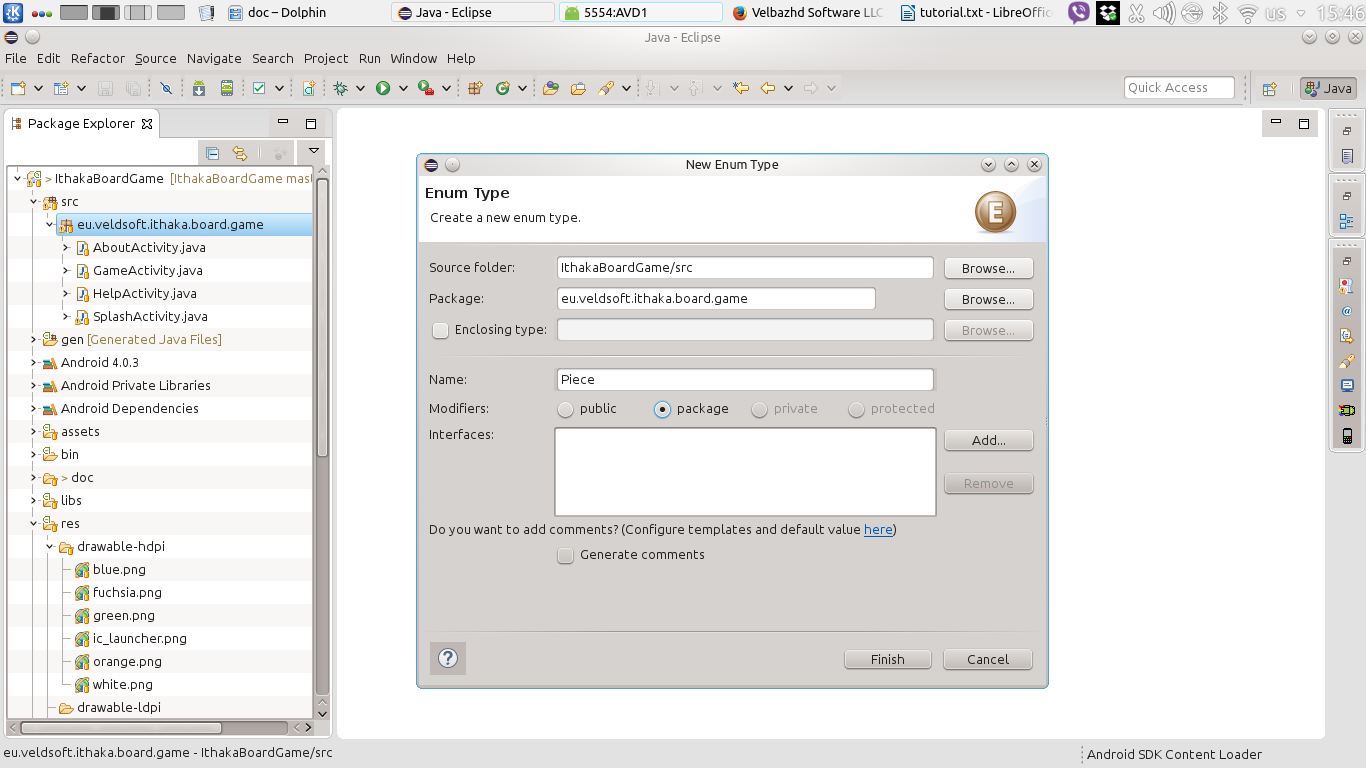 doc – Dolphin
Java - Eclipse
5554:AVD1
Velbazhd Software LLC
tutorial.txt - LibreOffic
us
15:46
Java - Eclipse
File Edit Refactor Source Navigate Search Project Run Window Help
Quick Access
Java
Package Explorer
> IthakaBoardGame [IthakaBoardGame mast
src
eu.veldsoft.ithaka.board.game
AboutActivity.java
GameActivity.java
HelpActivity.java
SplashActivity.java
gen [Generated Java Files]
Android 4.0.3
Android Private Libraries
Android Dependencies
assets
bin
> doc
libs
res
drawable-hdpi
blue.png
fuchsia.png
green.png
ic_launcher.png
orange.png
white.png
drawable-ldpi
New Enum Type
Enum Type
Create a new enum type.
E
Source folder: IthakaBoardGame/src Browse...
Package: eu.veldsoft.ithaka.board.game Browse...
Enclosing type: Browse...
Name: Piece
Modifiers: public package private protected
Interfaces: Add...
Remove
Do you want to add comments? (Configure templates and default value here)
Generate comments
? Finish Cancel
eu.veldsoft.ithaka.board.game - IthakaBoardGame/src
Android SDK Content Loader